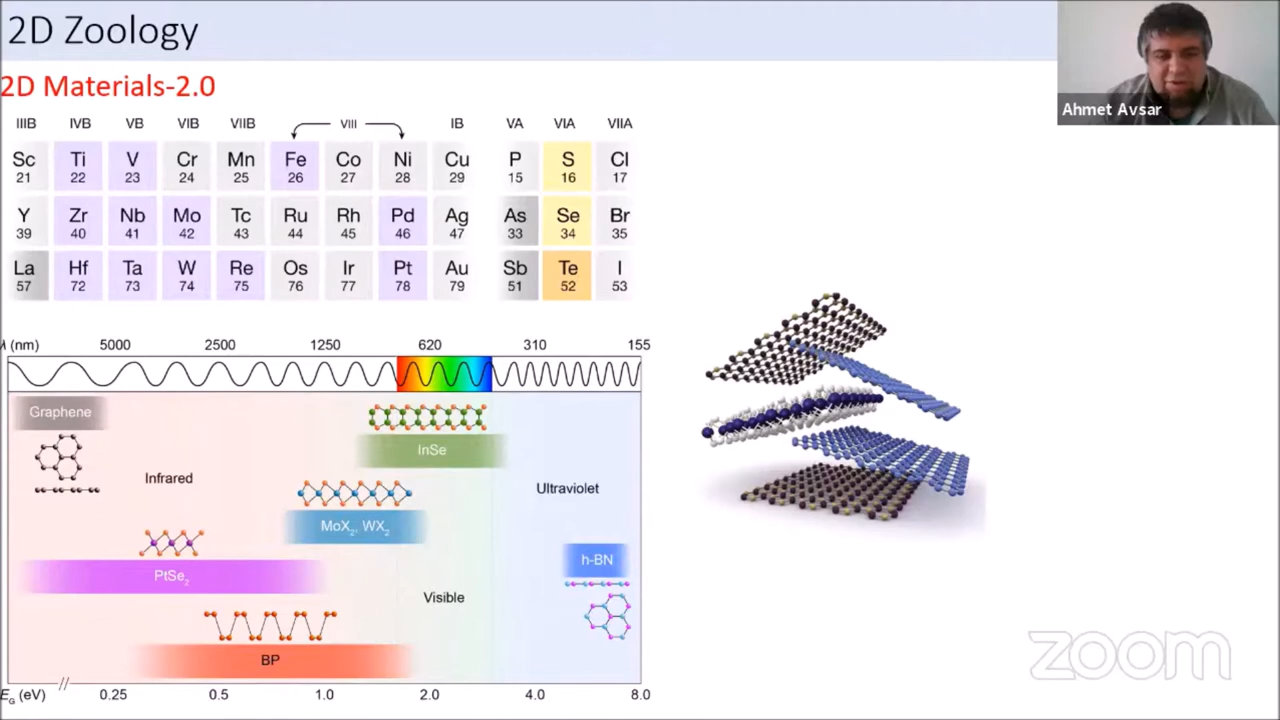 2D Zoology
Ahmet Avsar
2D Materials-2.0
IIIB IVB VB VIB VIIB VIII IB VA VIA VIIA
Sc Ti V Cr Mn Fe Co Ni Cu P S Cl
21 22 23 24 25 26 27 28 29 15 16 17
Y Zr Nb Mo Tc Ru Rh Pd Ag As Se Br
39 40 41 42 43 44 45 46 47 33 34 35
La Hf Ta W Re Os Ir Pt Au Sb Te I
57 72 73 74 75 76 77 78 79 51 52 53
λ (nm) 5000 2500 1250 620 310 155
Graphene
InSe
Infrared
Ultraviolet
MoX₂, WX₂
h-BN
PtSe₂
Visible
BP
E_G (eV) 0.25 0.5 1.0 2.0 4.0 8.0
zoom